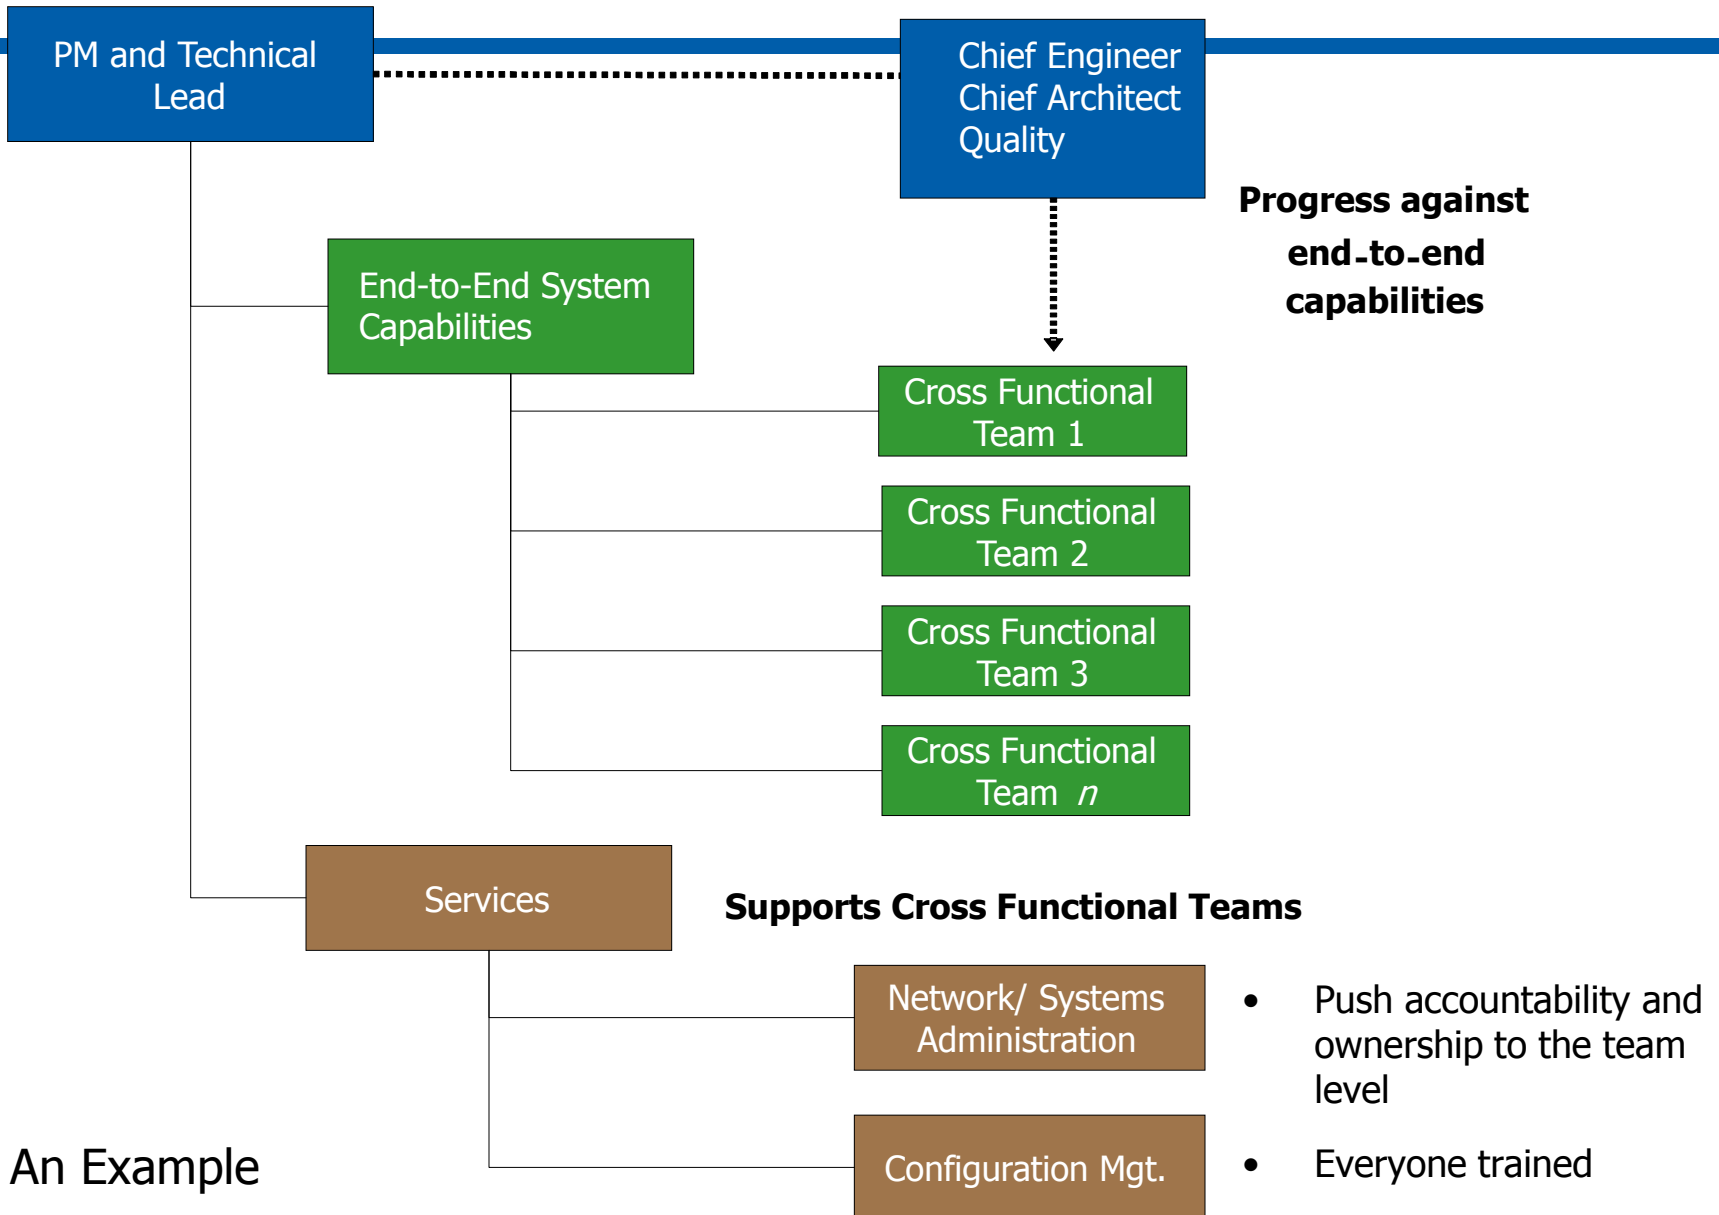 PM and Technical
Lead
Chief Engineer
Chief Architect
Quality
Progress against
end-to-end
capabilities
End-to-End System
Capabilities
Cross Functional
Team 1
Cross Functional
Team 2
Cross Functional
Team 3
Cross Functional
Team n
Services
Supports Cross Functional Teams
Network/ Systems
Administration
• Push accountability and
ownership to the team
level
Configuration Mgt.
• Everyone trained
An Example